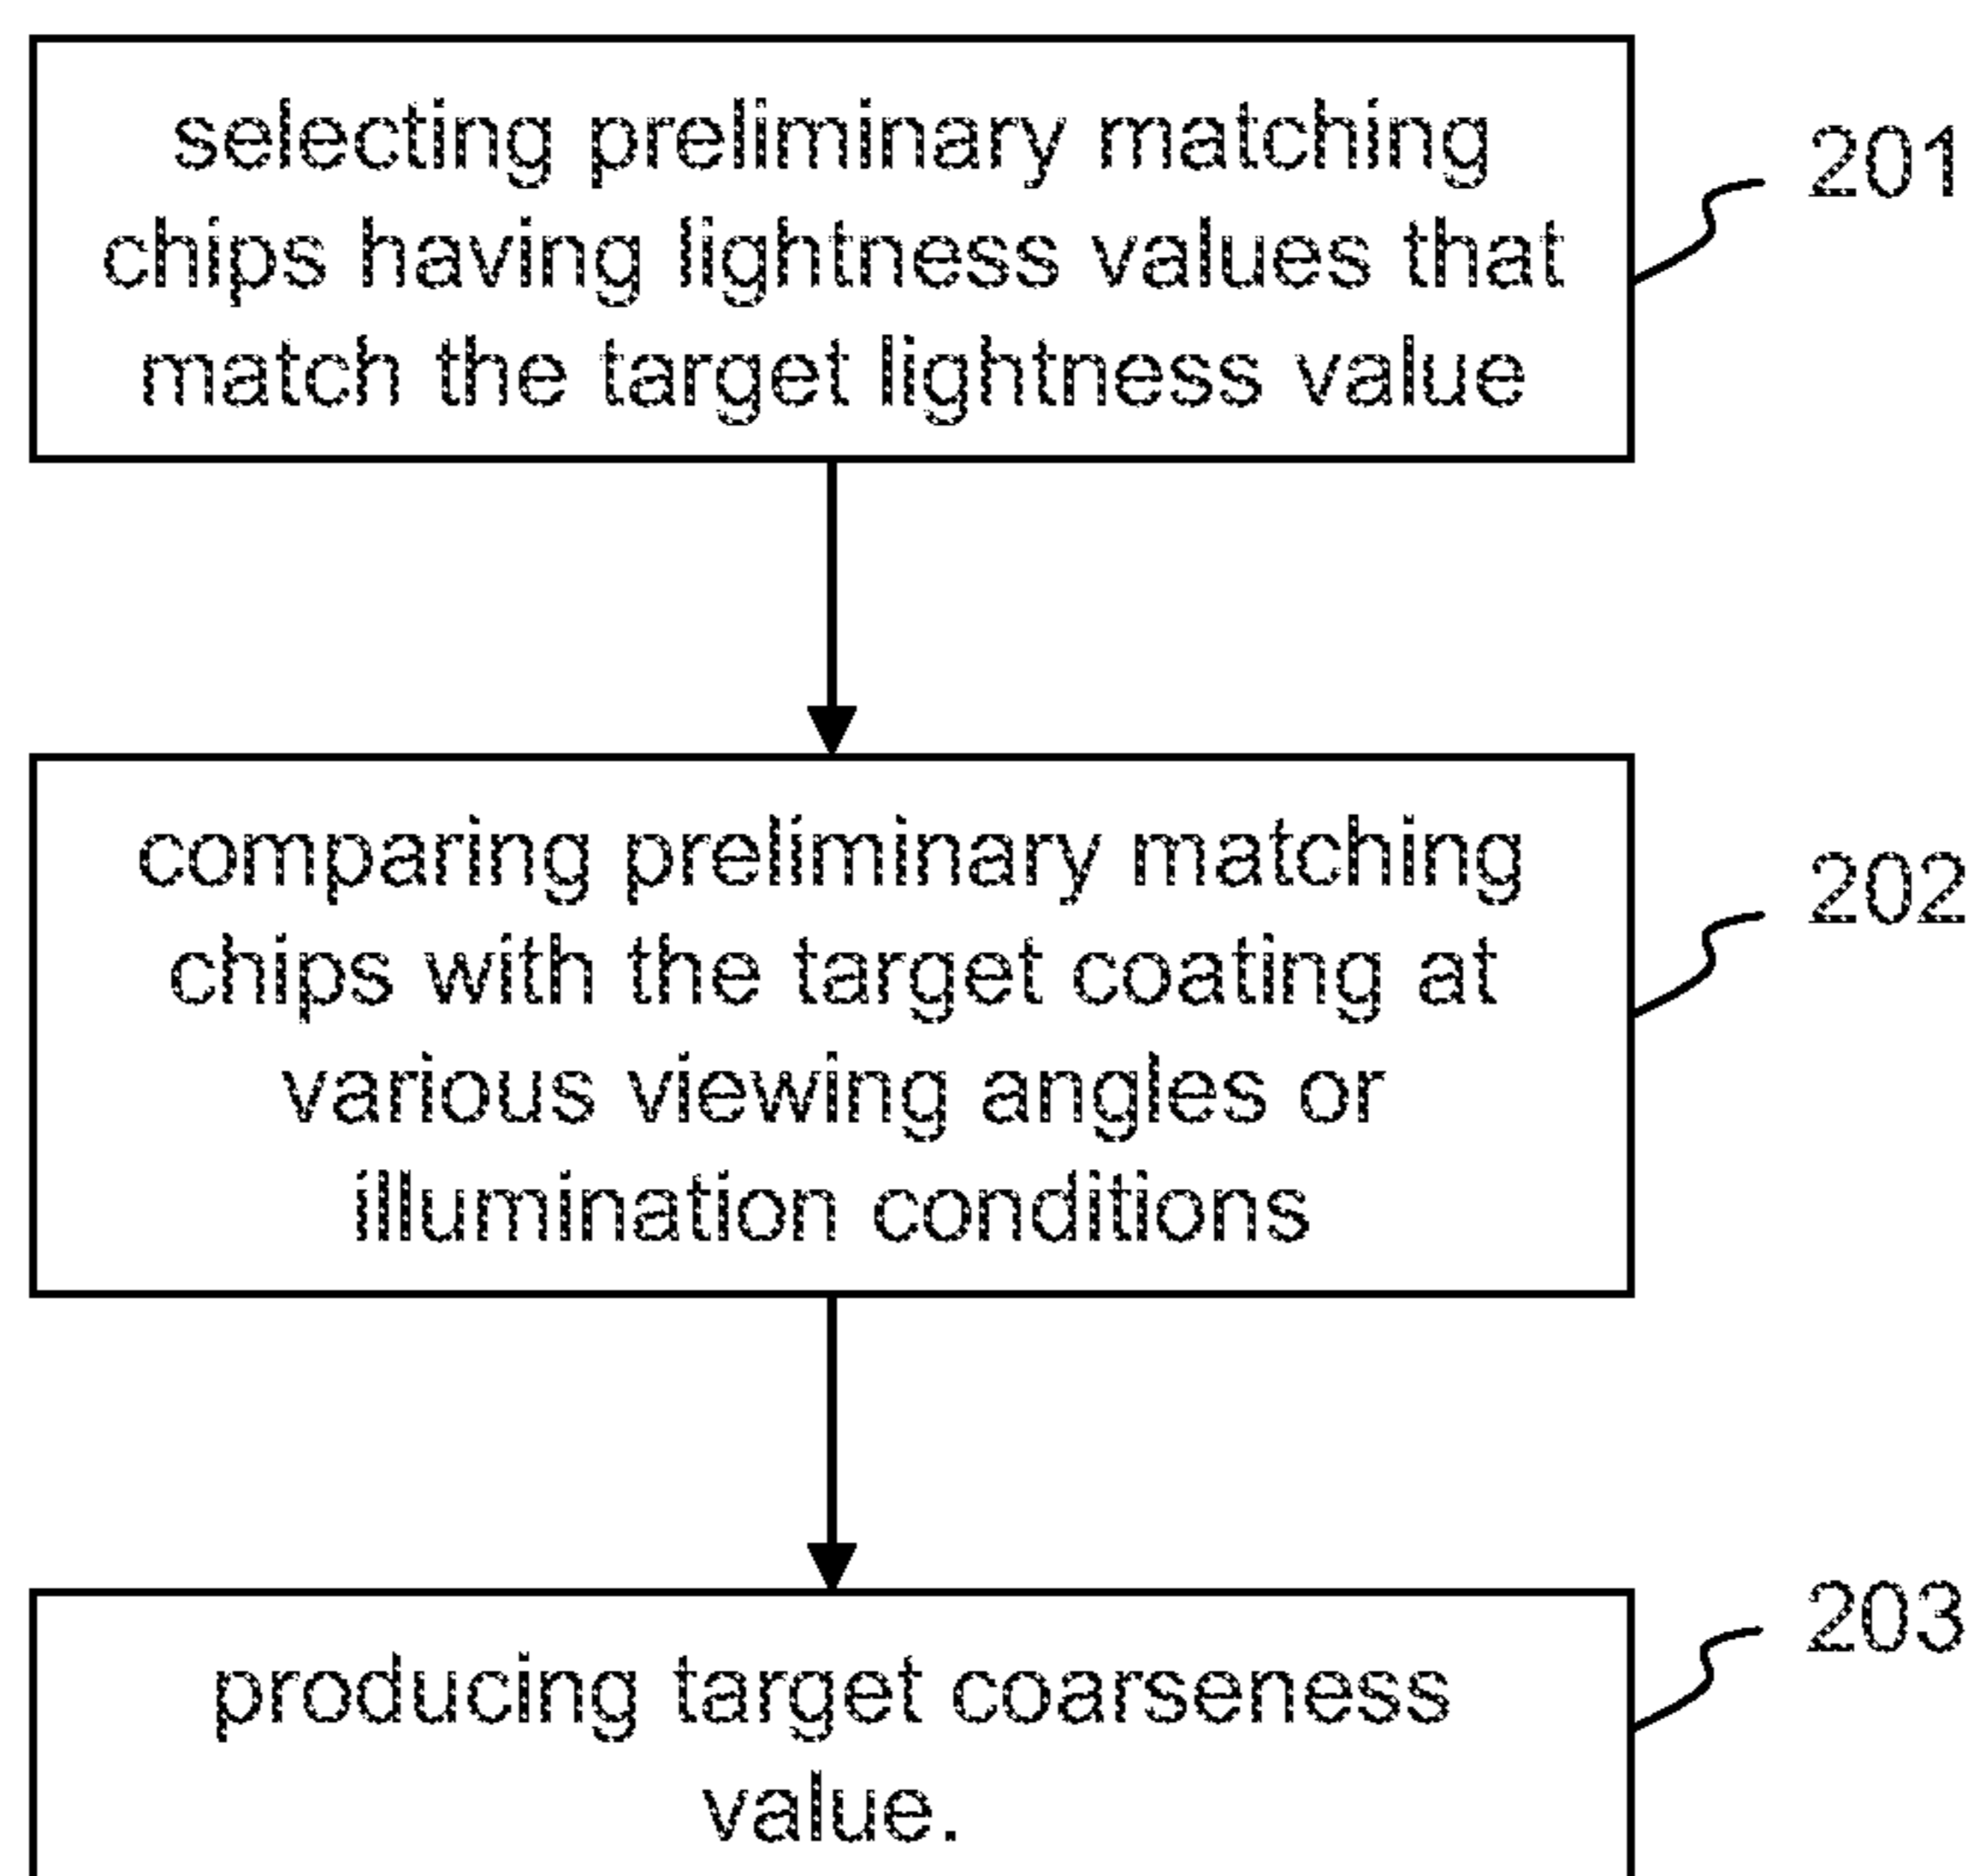 selecting preliminary matching
chips having lightness values that
match the target lightness value
201
comparing preliminary matching
chips with the target coating at
various viewing angles or
illumination conditions
202
producing target coarseness
value.
203